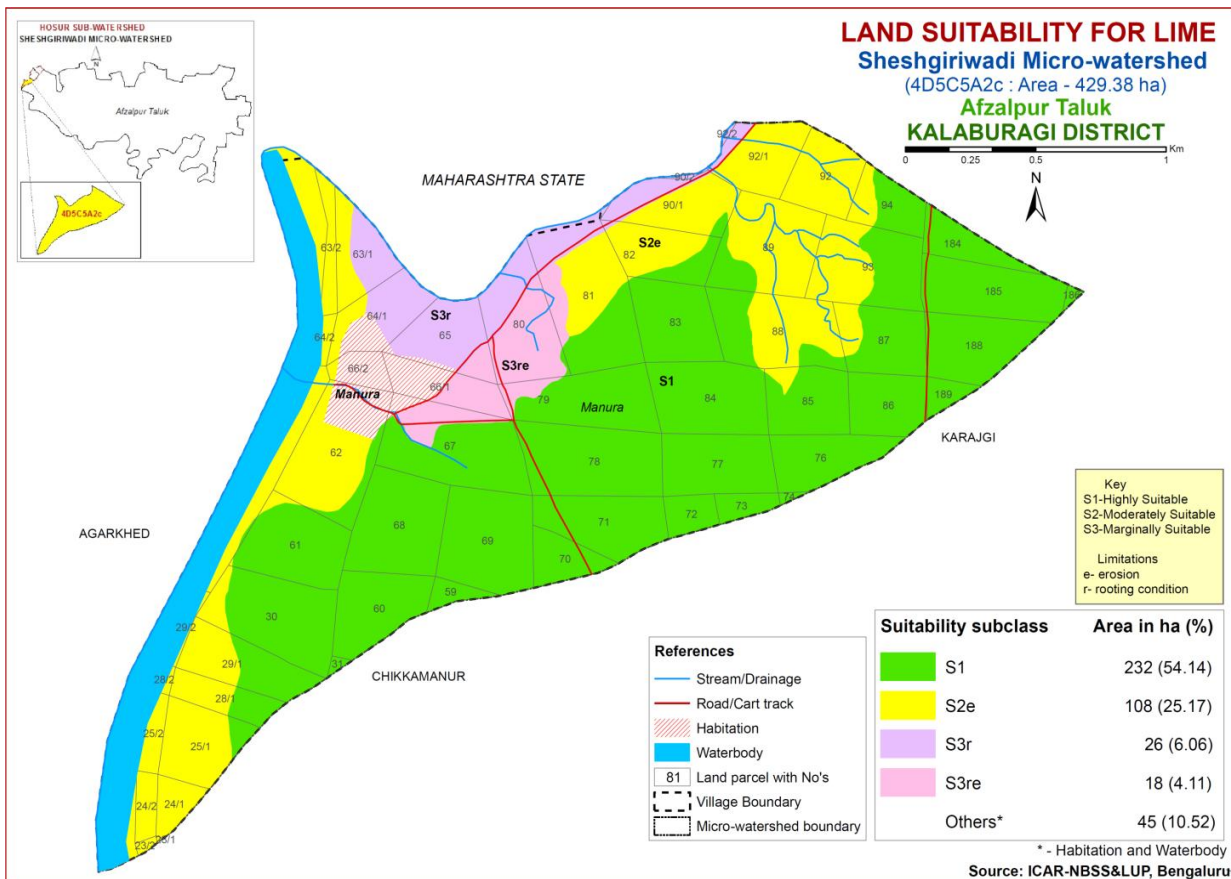 HOSUR SUB-WATERSHED
SHESHGIRIWADI MICRO-WATERSHED
N
Afzalpur Taluk
4D5C5A2c
LAND SUITABILITY FOR LIME
Sheshgiriwadi Micro-watershed
(4D5C5A2c : Area - 429.38 ha)
Afzalpur Taluk
KALABURAGI DISTRICT
0 0.25 0.5 1 Km
N
MAHARASHTRA STATE
92/2
92/1
92
90/2
90/1
94
184
63/2
63/1
S2e
82
89
93
185
186
81
64/1
64/2
S3r
65
80
83
88
87
188
S3re
66/2
66/1
Manura
S1
79
Manura
84
85
86
189
KARAJGI
62
67
78
77
76
74
73
72
71
AGARKHED
68
69
70
61
59
60
30
31
29/2
29/1
CHIKKAMANUR
28/2
28/1
25/2
25/1
24/2
24/1
23/2
Key
S1-Highly Suitable
S2-Moderately Suitable
S3-Marginally Suitable
Limitations
e- erosion
r- rooting condition
References
Stream/Drainage
Road/Cart track
Habitation
Waterbody
81 Land parcel with No's
Village Boundary
Micro-watershed boundary
Suitability subclass Area in ha (%)
S1 232 (54.14)
S2e 108 (25.17)
S3r 26 (6.06)
S3re 18 (4.11)
Others* 45 (10.52)
* - Habitation and Waterbody
Source: ICAR-NBSS&LUP, Bengaluru